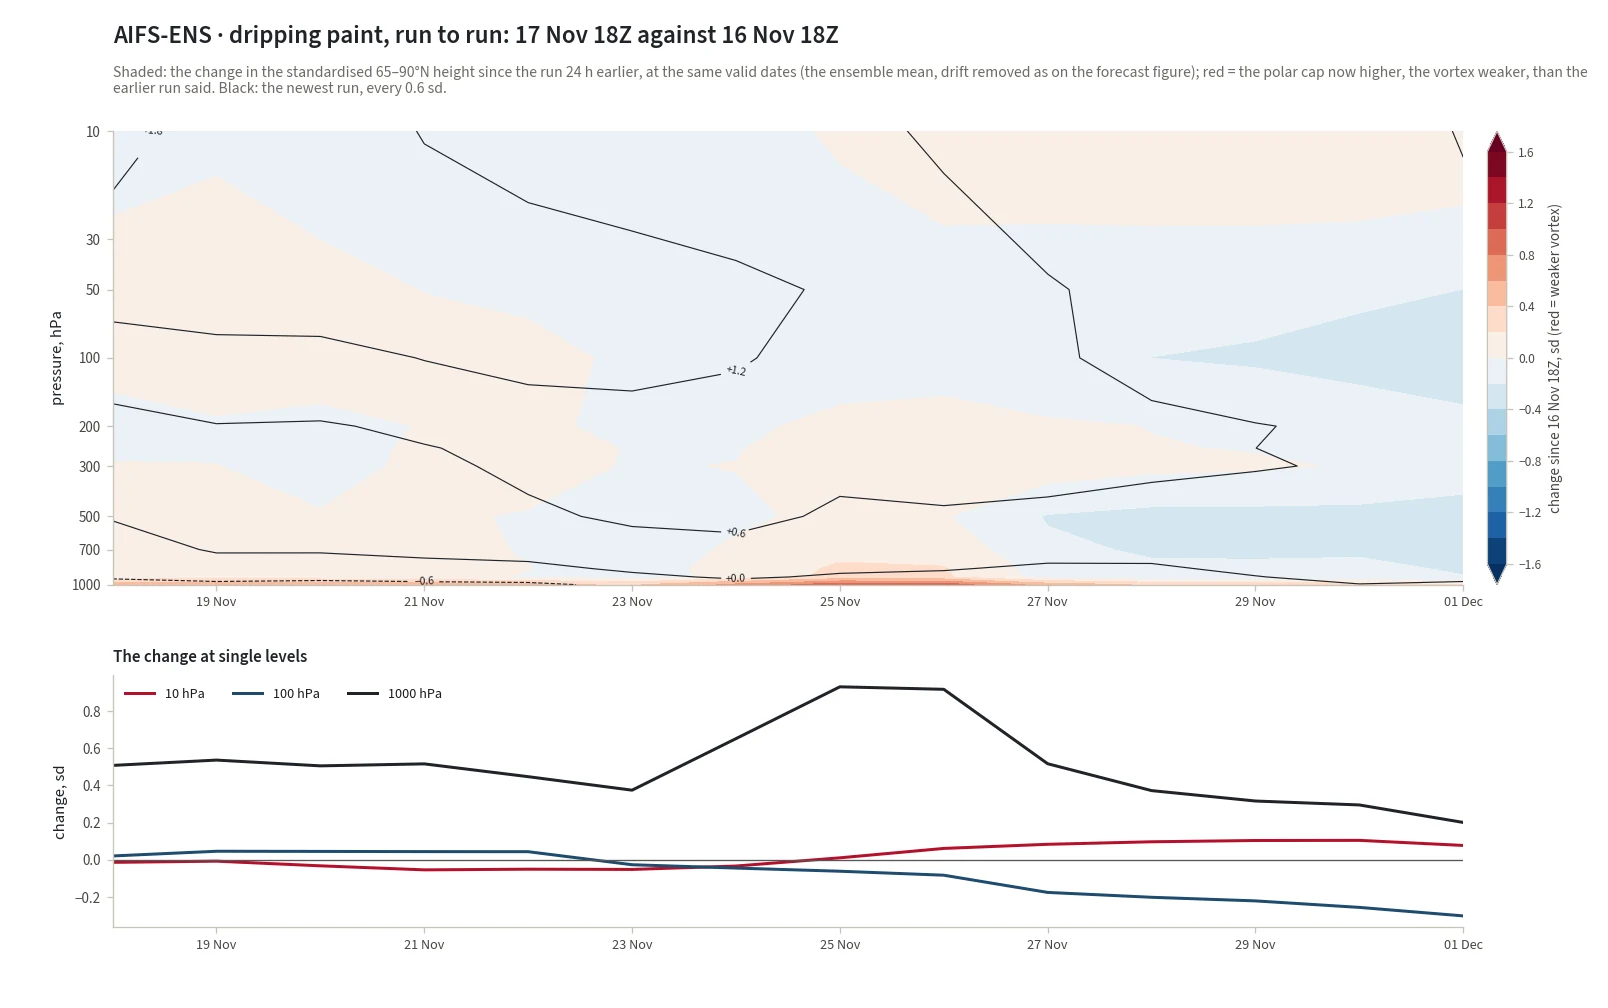 AIFS-ENS · dripping paint, run to run: 17 Nov 18Z against 16 Nov 18Z
Shaded: the change in the standardised 65–90°N height since the run 24 h earlier, at the same valid dates (the ensemble mean, drift removed as on the forecast figure); red = the polar cap now higher, the vortex weaker, than the
earlier run said. Black: the newest run, every 0.6 sd.
pressure, hPa
10
30
50
100
200
300
500
700
1000
+1.2
+0.6
+0.0
−0.6
19 Nov
21 Nov
23 Nov
25 Nov
27 Nov
29 Nov
01 Dec
1.6
1.2
0.8
0.4
0.0
−0.4
−0.8
−1.2
−1.6
change since 16 Nov 18Z, sd (red = weaker vortex)
The change at single levels
10 hPa
100 hPa
1000 hPa
change, sd
0.8
0.6
0.4
0.2
0.0
−0.2
19 Nov
21 Nov
23 Nov
25 Nov
27 Nov
29 Nov
01 Dec